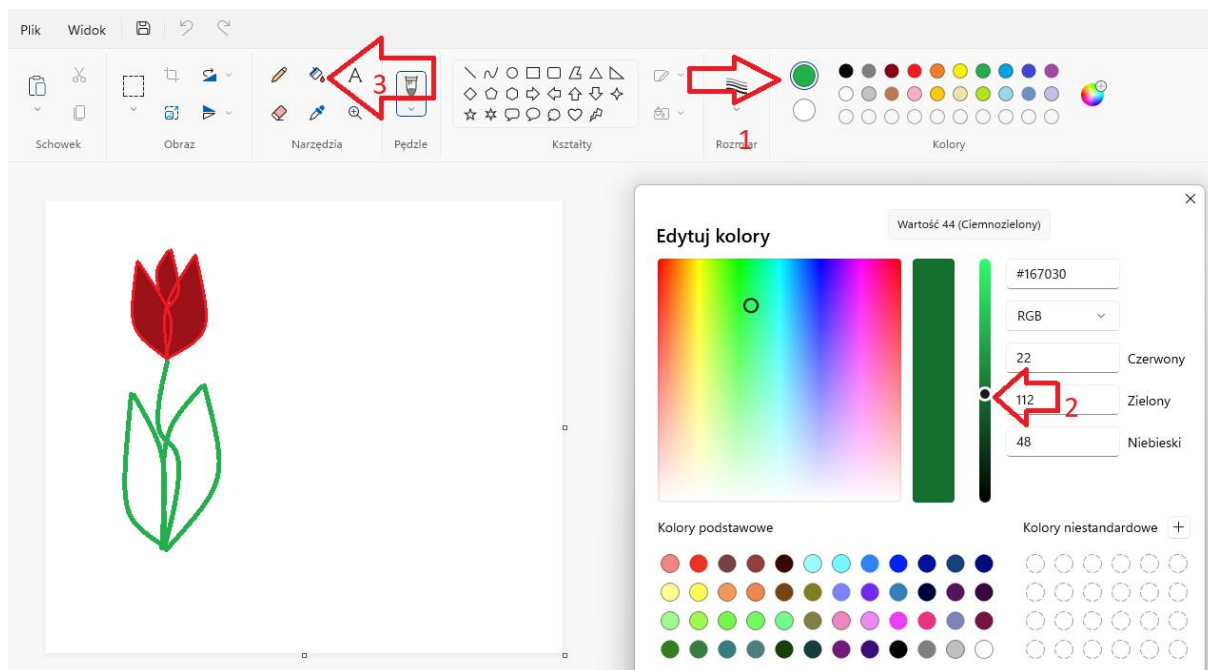 Plik Widok
A
3
1
Schowek Obraz Narzędzia Pędzle Kształty Rozmiar Kolory
Edytuj kolory
Wartość 44 (Ciemnozielony)
#167030
RGB
22 Czerwony
112 Zielony
2
48 Niebieski
Kolory podstawowe
Kolory niestandardowe +